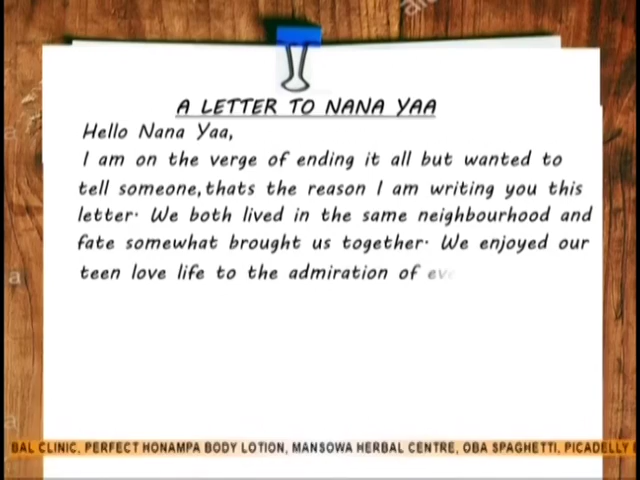 A LETTER TO NANA YAA
Hello Nana Yaa,
I am on the verge of ending it all but wanted to
tell someone, thats the reason I am writing you this
letter. We both lived in the same neighbourhood and
fate somewhat brought us together. We enjoyed our
teen love life to the admiration of eve
BAL CLINIC, PERFECT HONAMPA BODY LOTION, MANSOWA HERBAL CENTRE, OBA SPAGHETTI, PICADELLY